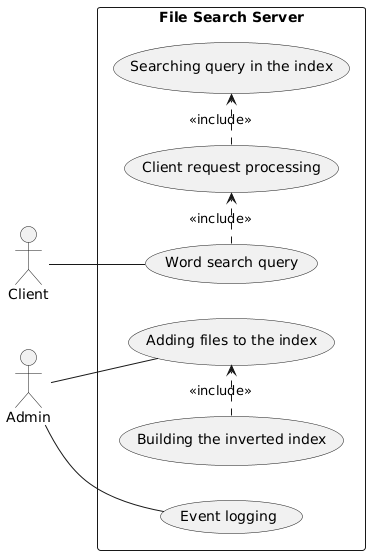 File Search Server
Searching query in the index
«include»
Client request processing
«include»
Word search query
Client
Adding files to the index
«include»
Admin
Building the inverted index
Event logging